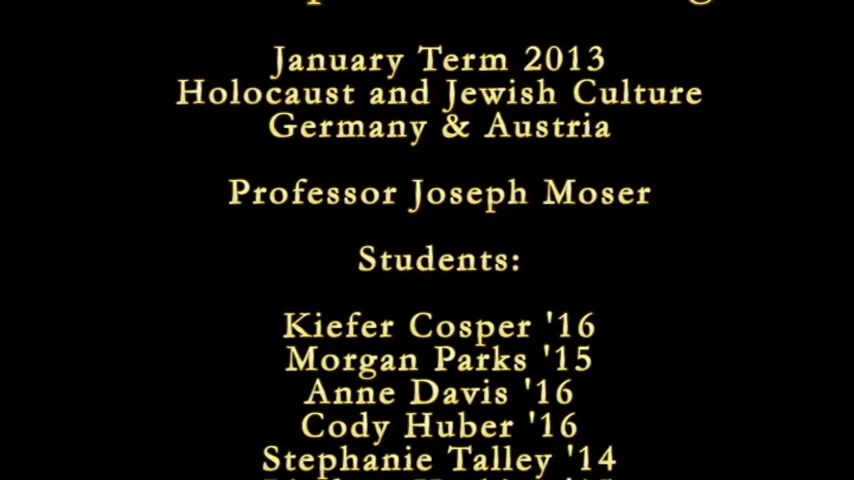 January Term 2013
Holocaust and Jewish Culture
Germany & Austria
Professor Joseph Moser
Students:
Kiefer Cosper '16
Morgan Parks '15
Anne Davis '16
Cody Huber '16
Stephanie Talley '14